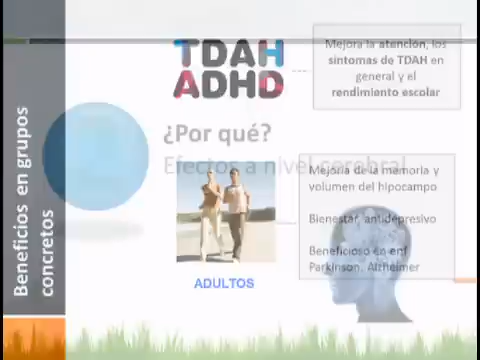 TDAH
ADHD
Mejora la atención, los
síntomas de TDAH en
general y el
rendimiento escolar
¿Por qué?
Efectos a nivel cerebral
Mejoria de la memoria y
volumen del hipocampo
Bienestar, antidepresivo
Beneficioso en enf
Parkinson, Alzheimer
ADULTOS
Beneficios en grupos
concretos